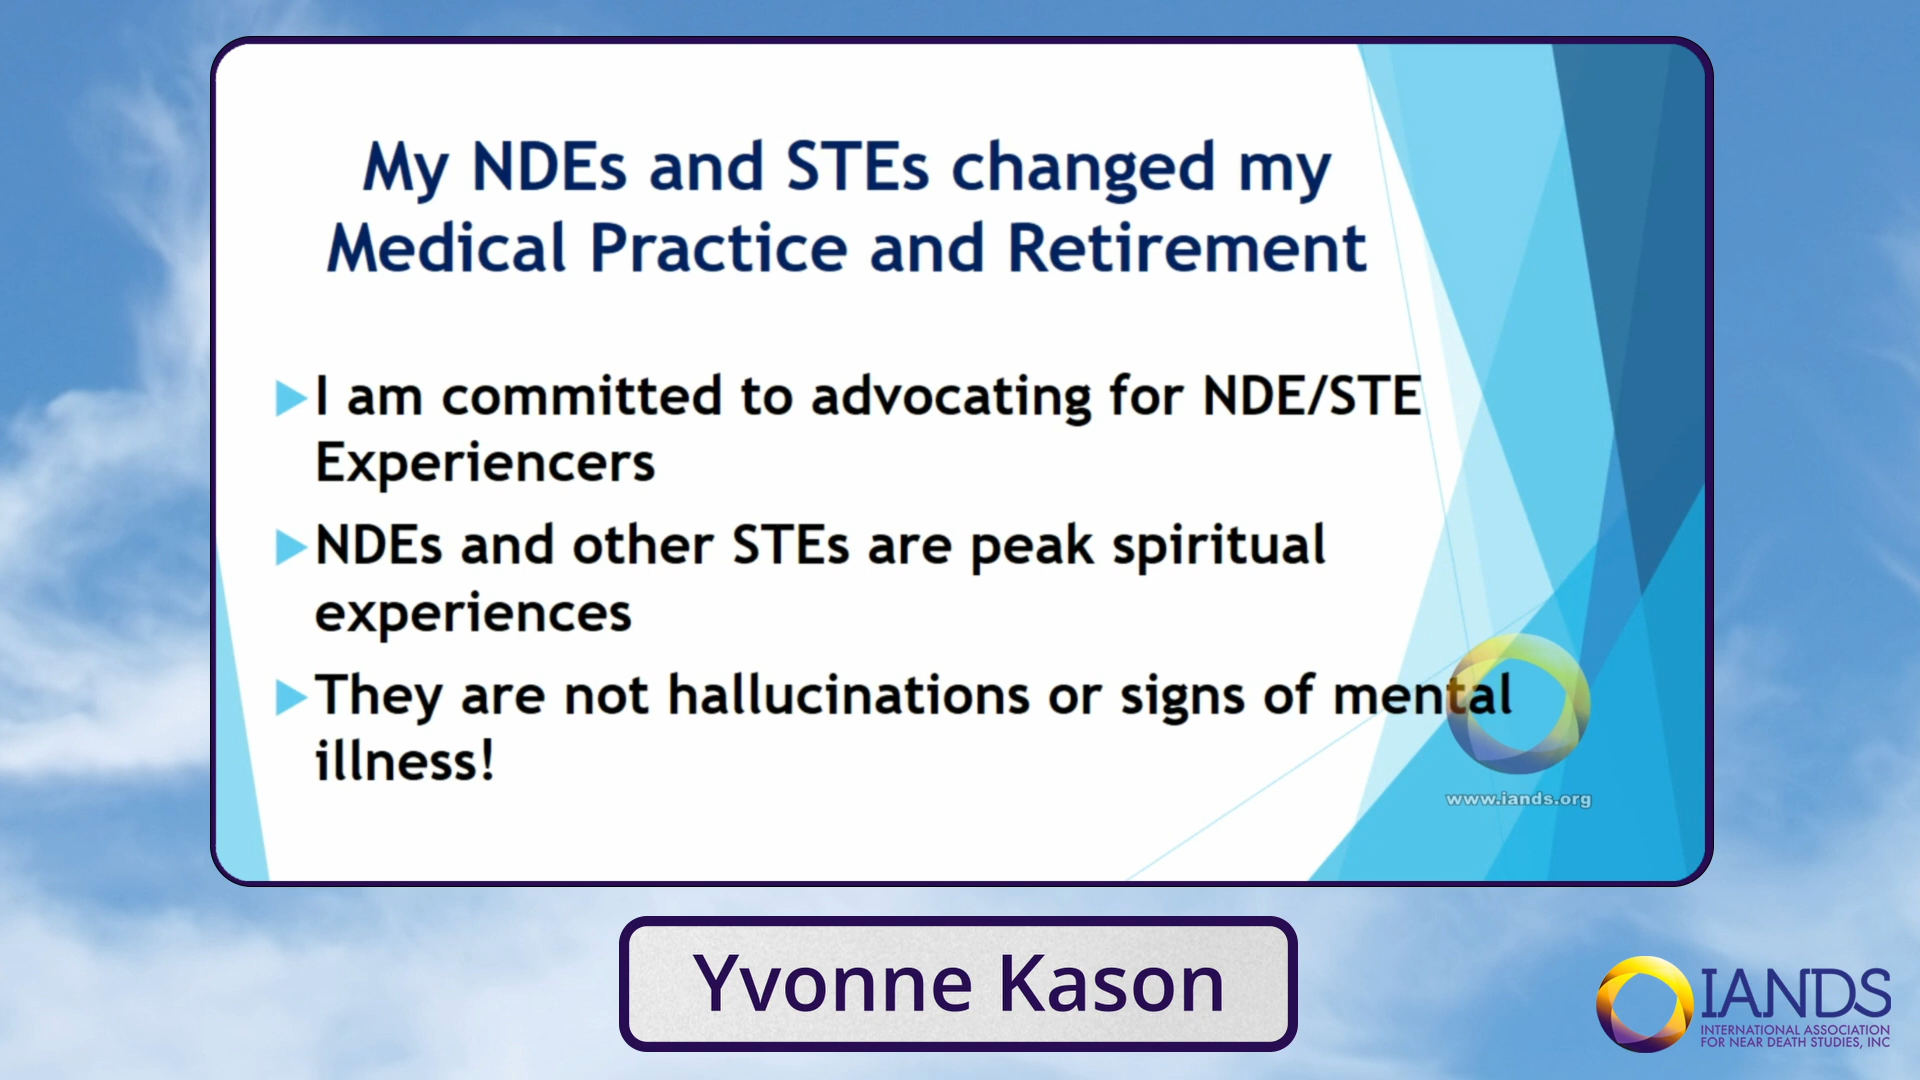 My NDEs and STEs changed my
Medical Practice and Retirement
I am committed to advocating for NDE/STE
Experiencers
NDEs and other STEs are peak spiritual
experiences
They are not hallucinations or signs of mental
illness!
www.iands.org
Yvonne Kason
IANDS
INTERNATIONAL ASSOCIATION
FOR NEAR DEATH STUDIES, INC